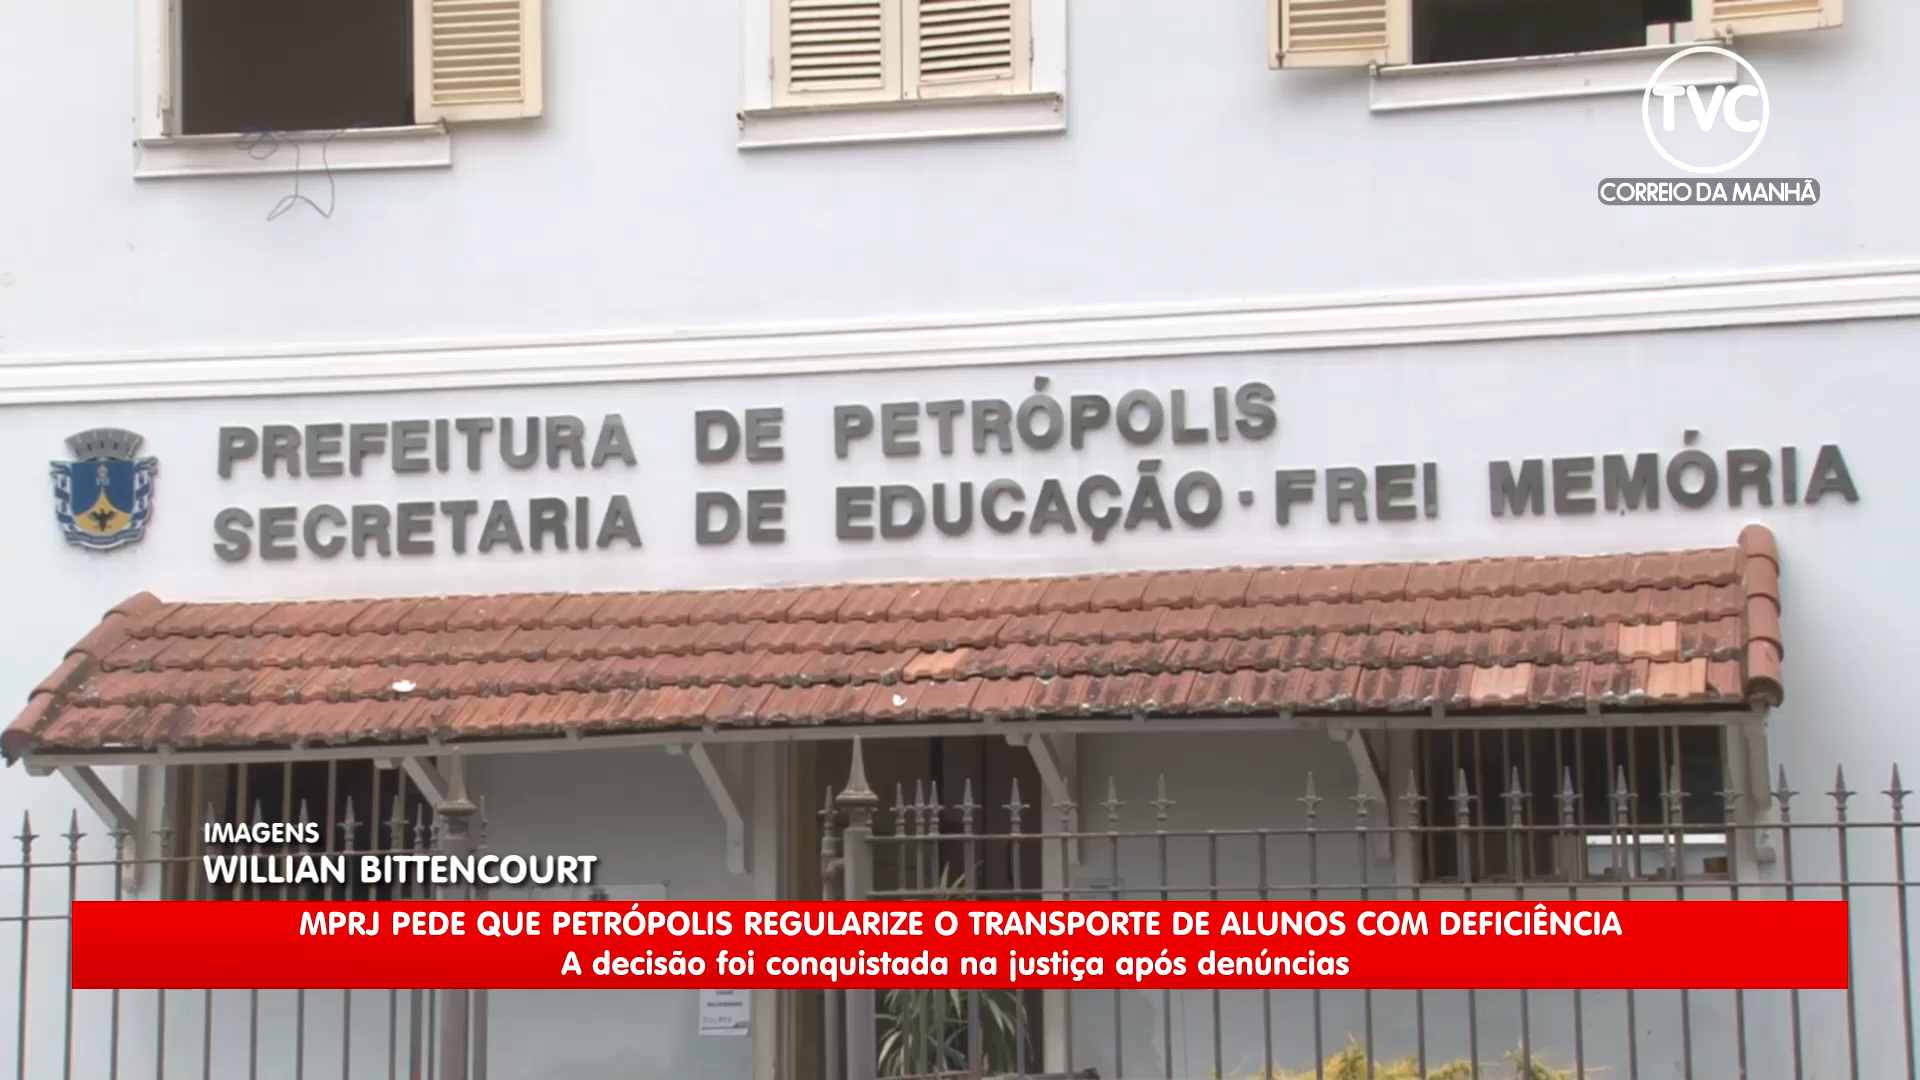 TVC
CORREIO DA MANHÃ
PREFEITURA DE PETRÓPOLIS
SECRETARIA DE EDUCAÇÃO · FREI MEMÓRIA
IMAGENS
WILLIAN BITTENCOURT
MPRJ PEDE QUE PETRÓPOLIS REGULARIZE O TRANSPORTE DE ALUNOS COM DEFICIÊNCIA
A decisão foi conquistada na justiça após denúncias